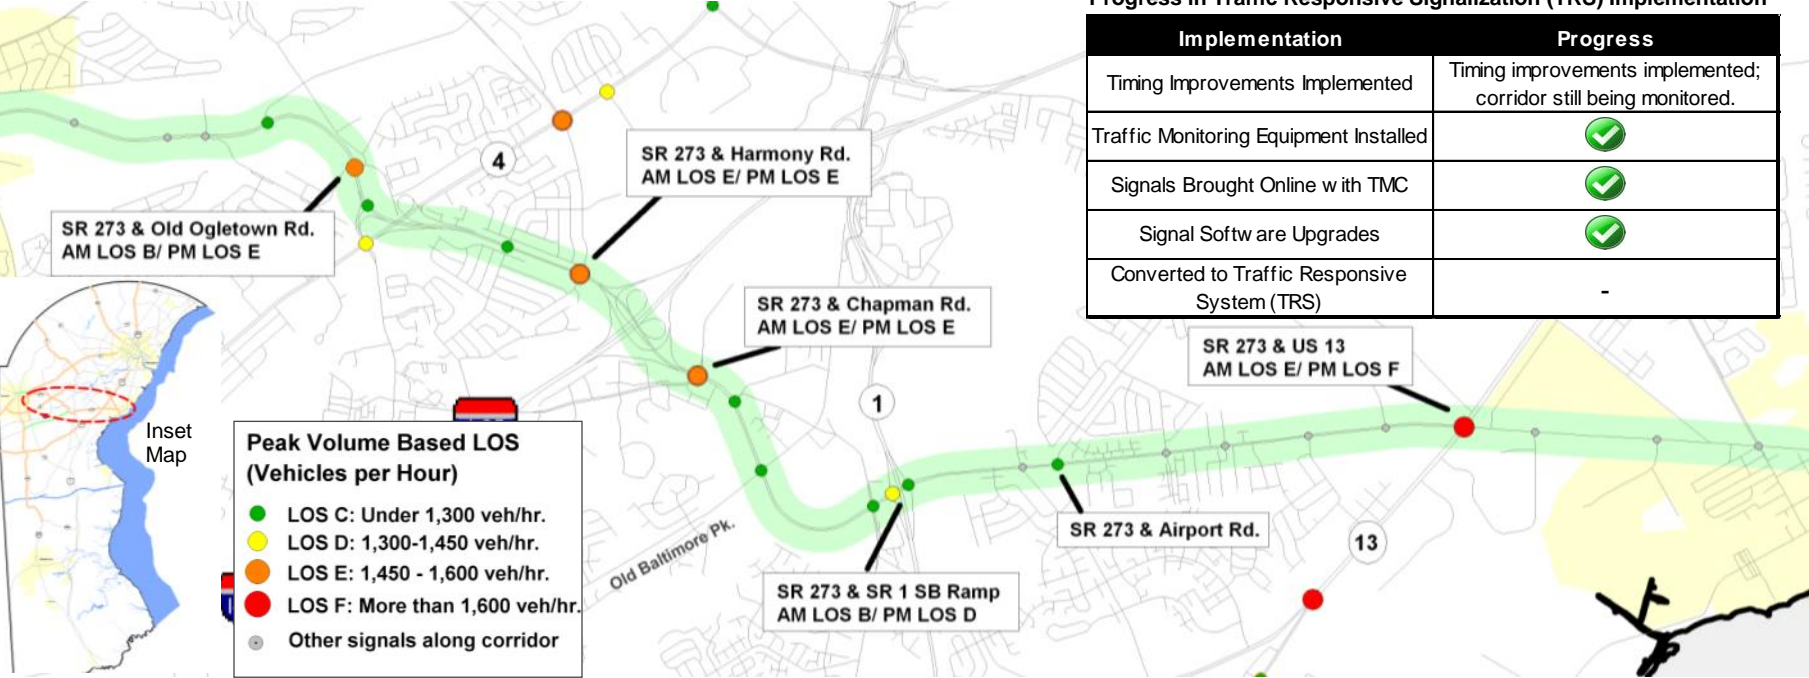 Progress in Traffic Responsive Signalization (TRS) Implementation
Implementation Progress
Timing Improvements Implemented
Timing improvements implemented;
corridor still being monitored.
Traffic Monitoring Equipment Installed
Signals Brought Online with TMC
Signal Software Upgrades
Converted to Traffic Responsive
System (TRS)
-
4
SR 273 & Harmony Rd.
AM LOS E/ PM LOS E
SR 273 & Old Ogletown Rd.
AM LOS B/ PM LOS E
SR 273 & Chapman Rd.
AM LOS E/ PM LOS E
SR 273 & US 13
AM LOS E/ PM LOS F
1
Inset
Map
Peak Volume Based LOS
(Vehicles per Hour)
LOS C: Under 1,300 veh/hr.
LOS D: 1,300-1,450 veh/hr.
LOS E: 1,450 - 1,600 veh/hr.
LOS F: More than 1,600 veh/hr.
Other signals along corridor
Old Baltimore Pk.
SR 273 & Airport Rd.
13
SR 273 & SR 1 SB Ramp
AM LOS B/ PM LOS D